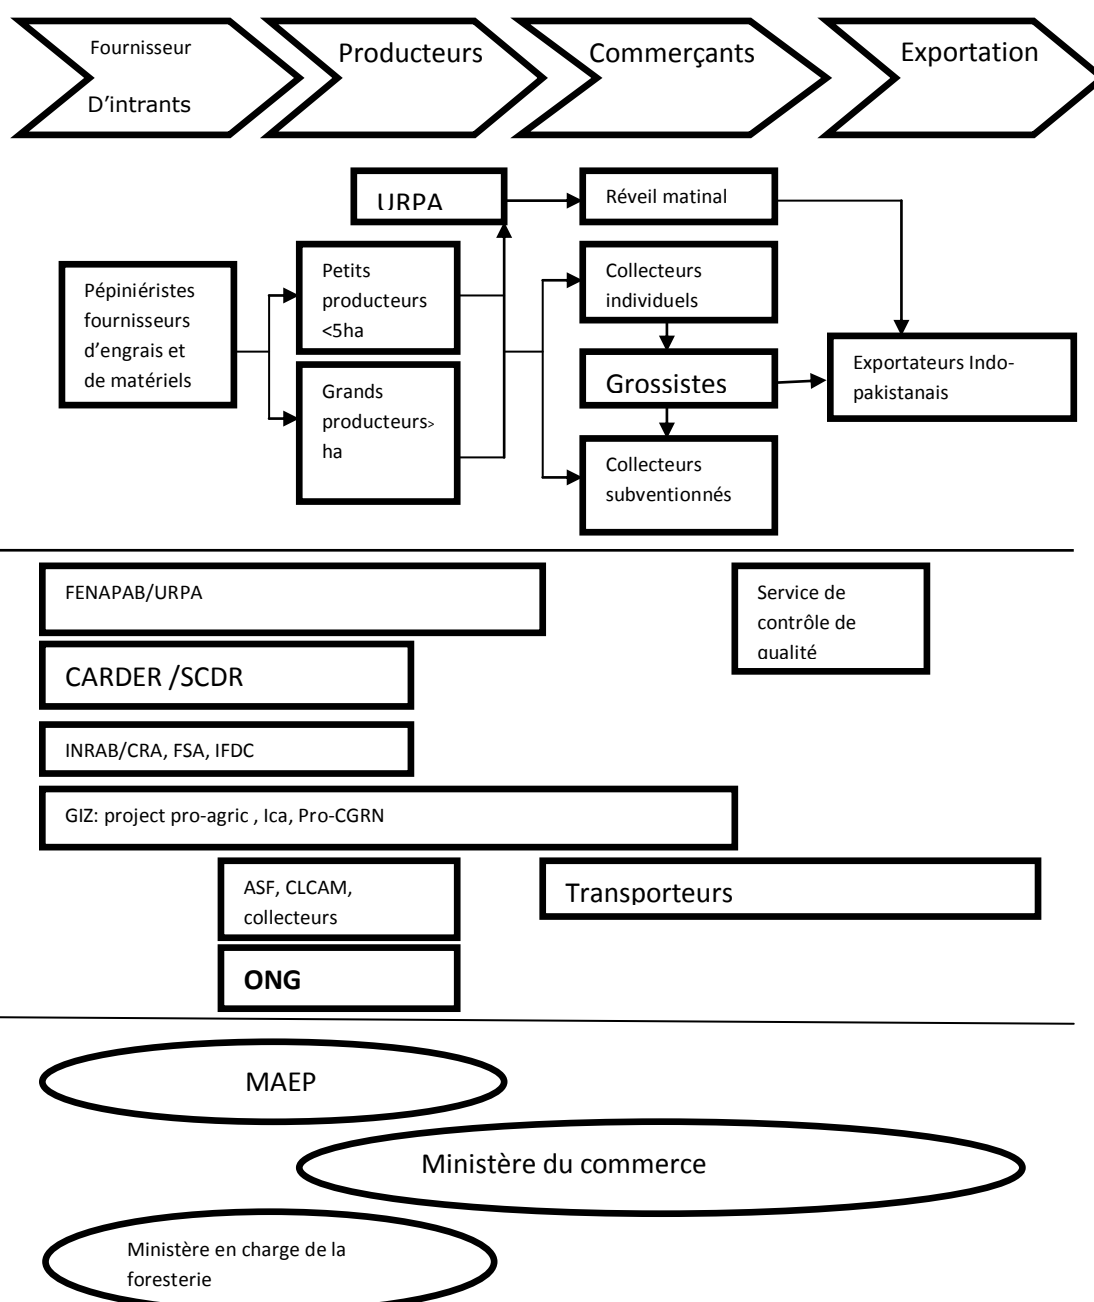 Fournisseur
D'intrants
Producteurs
Commerçants
Exportation
URPA
Réveil matinal
Pépiniéristes
fournisseurs
d'engrais et
de matériels
Petits
producteurs
<5ha
Grands
producteurs>
ha
Collecteurs
individuels
Grossistes
Collecteurs
subventionnés
Exportateurs Indo-
pakistanais
FENAPAB/URPA
Service de
contrôle de
qualité
CARDER /SCDR
INRAB/CRA, FSA, IFDC
GIZ: project pro-agric , Ica, Pro-CGRN
ASF, CLCAM,
collecteurs
Transporteurs
ONG
MAEP
Ministère du commerce
Ministère en charge de la
foresterie